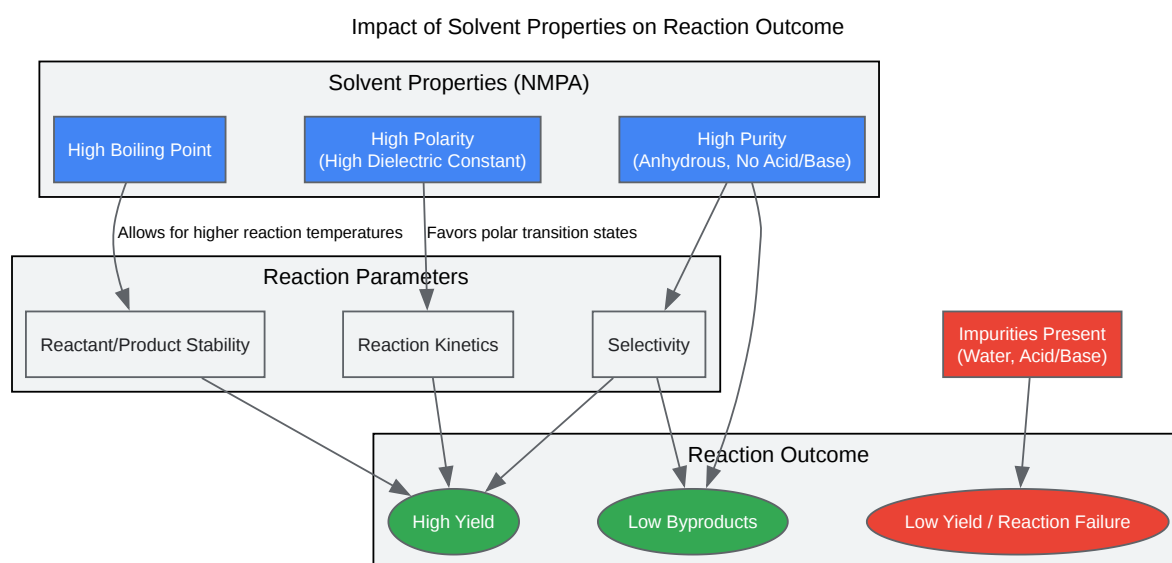 Impact of Solvent Properties on Reaction Outcome
Solvent Properties (NMPA)
High Boiling Point
High Polarity
(High Dielectric Constant)
High Purity
(Anhydrous, No Acid/Base)
Allows for higher reaction temperatures
Favors polar transition states
Reaction Parameters
Reactant/Product Stability
Reaction Kinetics
Selectivity
Impurities Present
(Water, Acid/Base)
Reaction Outcome
High Yield
Low Byproducts
Low Yield / Reaction Failure